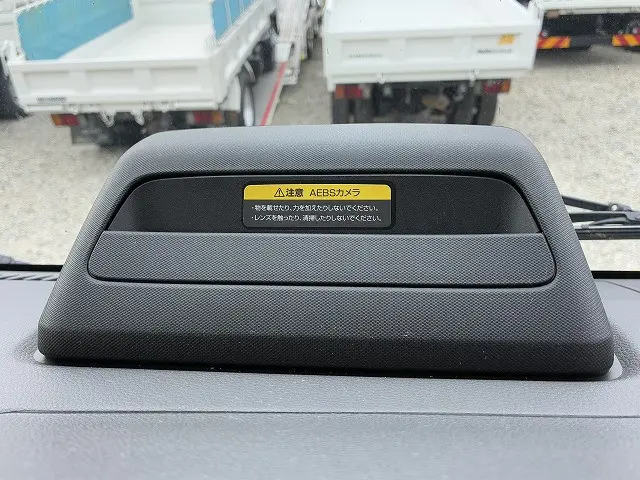 ⚠注意 AEBSカメラ
・物を載せたり、力を加えたりしないでください。
・レンズを触ったり、清掃したりしないでください。